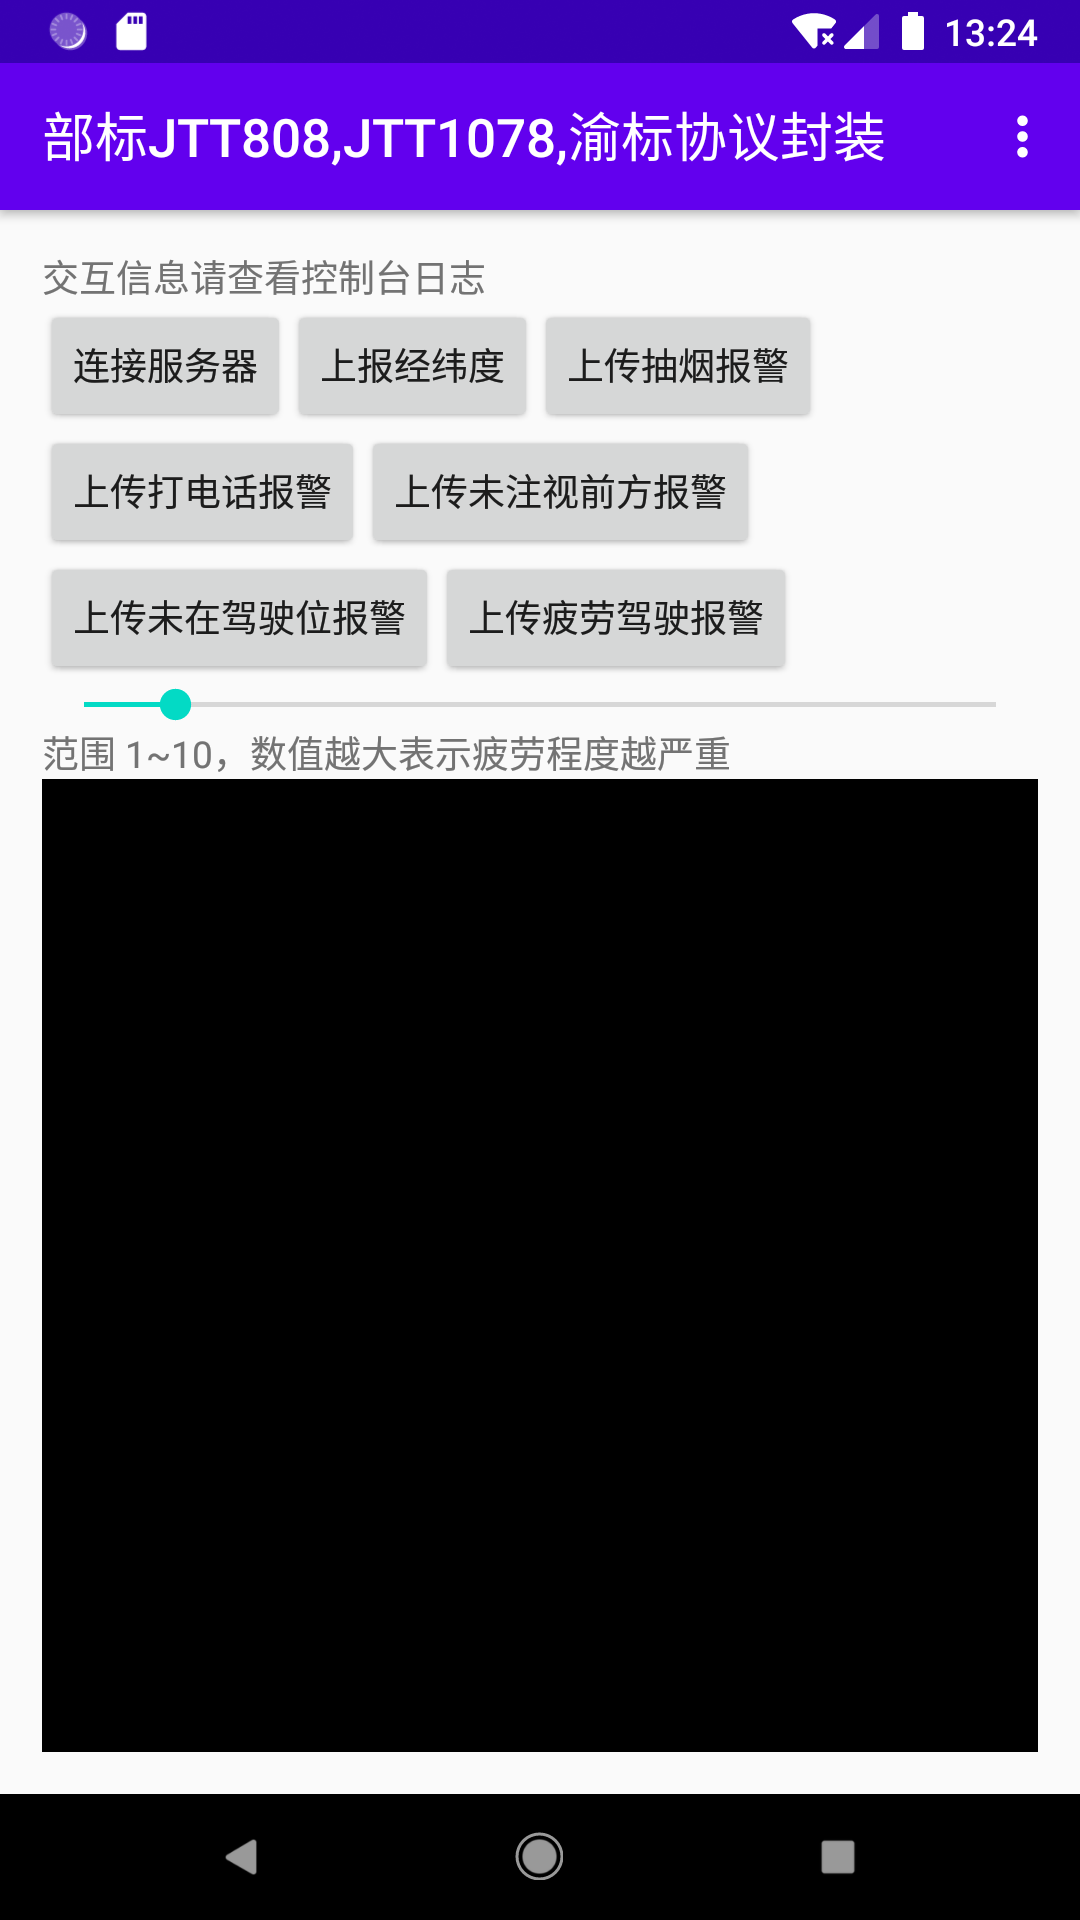 13:24
部标JTT808,JTT1078,渝标协议封装
交互信息请查看控制台日志
连接服务器 上报经纬度 上传抽烟报警
上传打电话报警 上传未注视前方报警
上传未在驾驶位报警 上传疲劳驾驶报警
范围 1~10，数值越大表示疲劳程度越严重